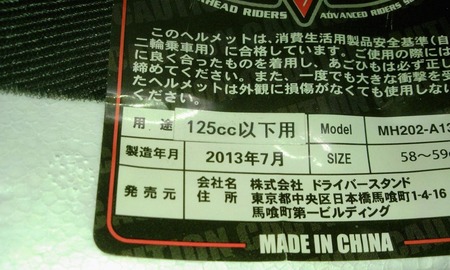 AHEAD RIDERS ADVANCED RIDERS
このヘルメットは、消費生活用製品安全基準(自
二輪乗車用)に合格しています。ご使用の際には
に良く合ったものを着用し、あごひもは必ず正し
締めてください。また、一度でも大きな衝撃を受
たヘルメットは外観に損傷がなくても使用しない
ください。
用途 125cc以下用 Model MH202-A13
製造年月 2013年7月 SIZE 58～59c
発売元 会社名 株式会社 ドライバースタンド
住所 東京都中央区日本橋馬喰町1-4-16
馬喰町第一ビルディング
MADE IN CHINA